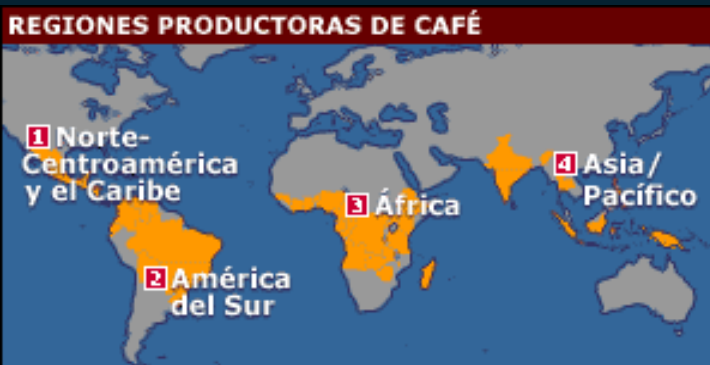 REGIONES PRODUCTORAS DE CAFÉ
1 Norte-
Centroamérica
y el Caribe
2 América
del Sur
3 África
4 Asia/
Pacífico